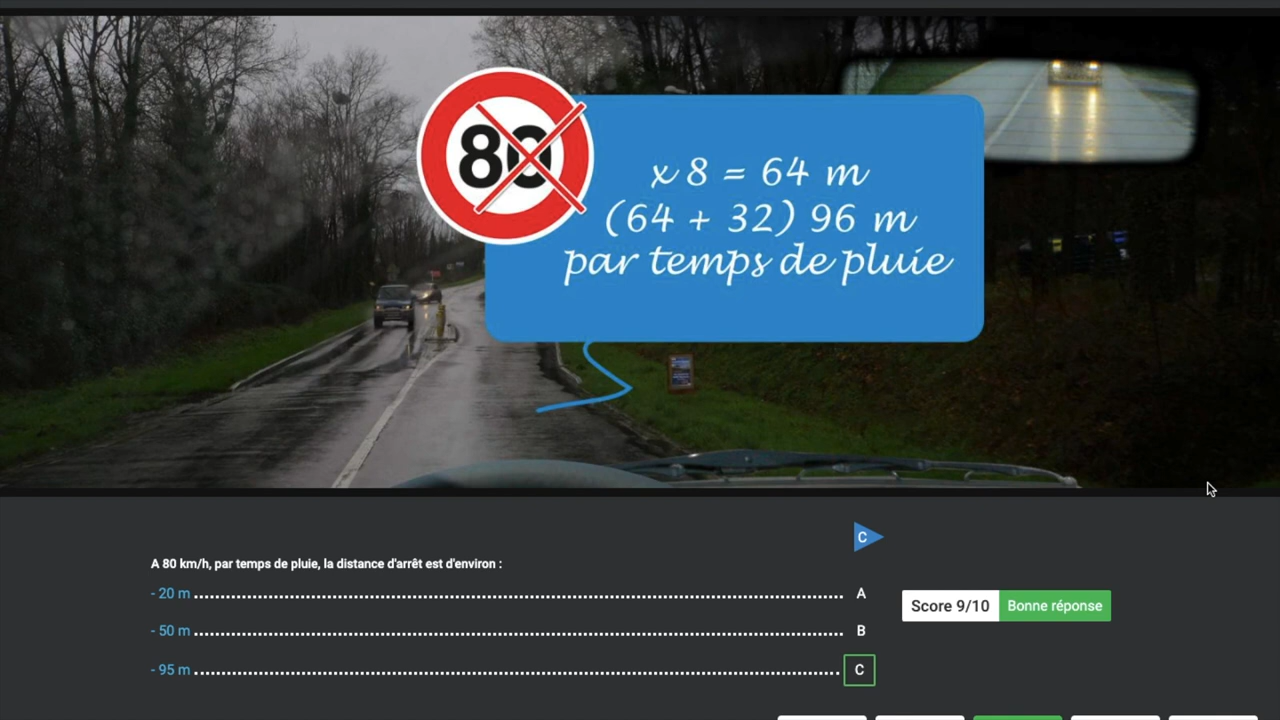 80
x 8 = 64 m
(64 + 32) 96 m
par temps de pluie
C
A 80 km/h, par temps de pluie, la distance d'arrêt est d'environ :
- 20 m ........ A
- 50 m ........ B
- 95 m ........ C
Score 9/10 Bonne réponse